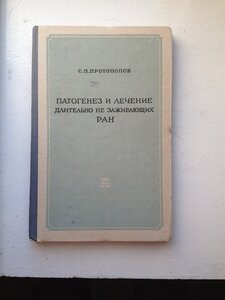 С.П.ПРОТОПОПОВ
ПАТОГЕНЕЗ И ЛЕЧЕНИЕ
ДЛИТЕЛЬНО НЕ ЗАЖИВАЮЩИХ
РАН